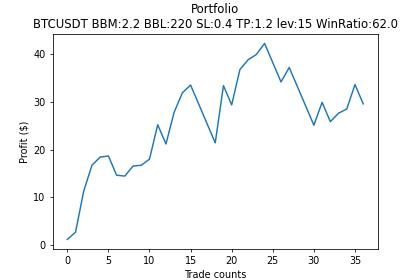 Portfolio
BTCUSDT BBM:2.2 BBL:220 SL:0.4 TP:1.2 lev:15 WinRatio:62.0
40
30
20
10
0
Profit ($)
0 5 10 15 20 25 30 35
Trade counts